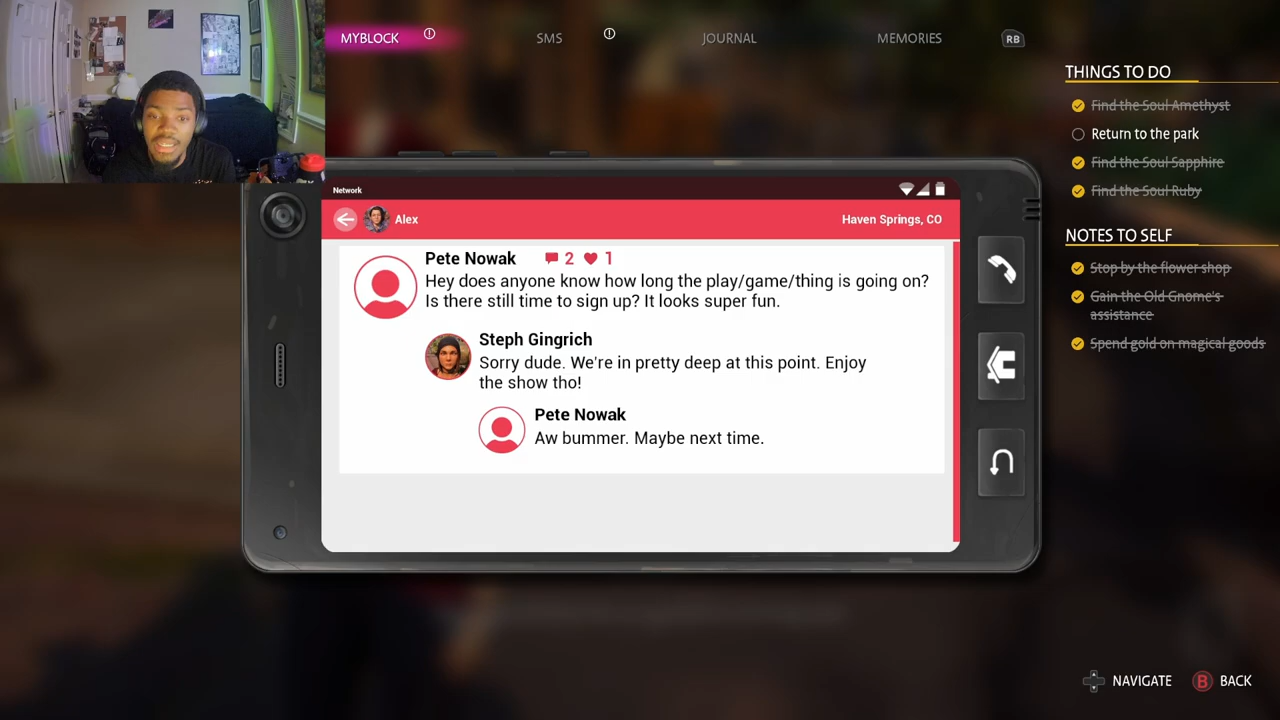 MYBLOCK
SMS
JOURNAL
MEMORIES
RB
THINGS TO DO
Find the Soul Amethyst
Return to the park
Find the Soul Sapphire
Find the Soul Ruby
NOTES TO SELF
Stop by the flower shop
Gain the Old Gnome's
assistance
Spend gold on magical goods
Network
Alex
Haven Springs, CO
Pete Nowak 2 1
Hey does anyone know how long the play/game/thing is going on?
Is there still time to sign up? It looks super fun.
Steph Gingrich
Sorry dude. We're in pretty deep at this point. Enjoy
the show tho!
Pete Nowak
Aw bummer. Maybe next time.
NAVIGATE
B BACK